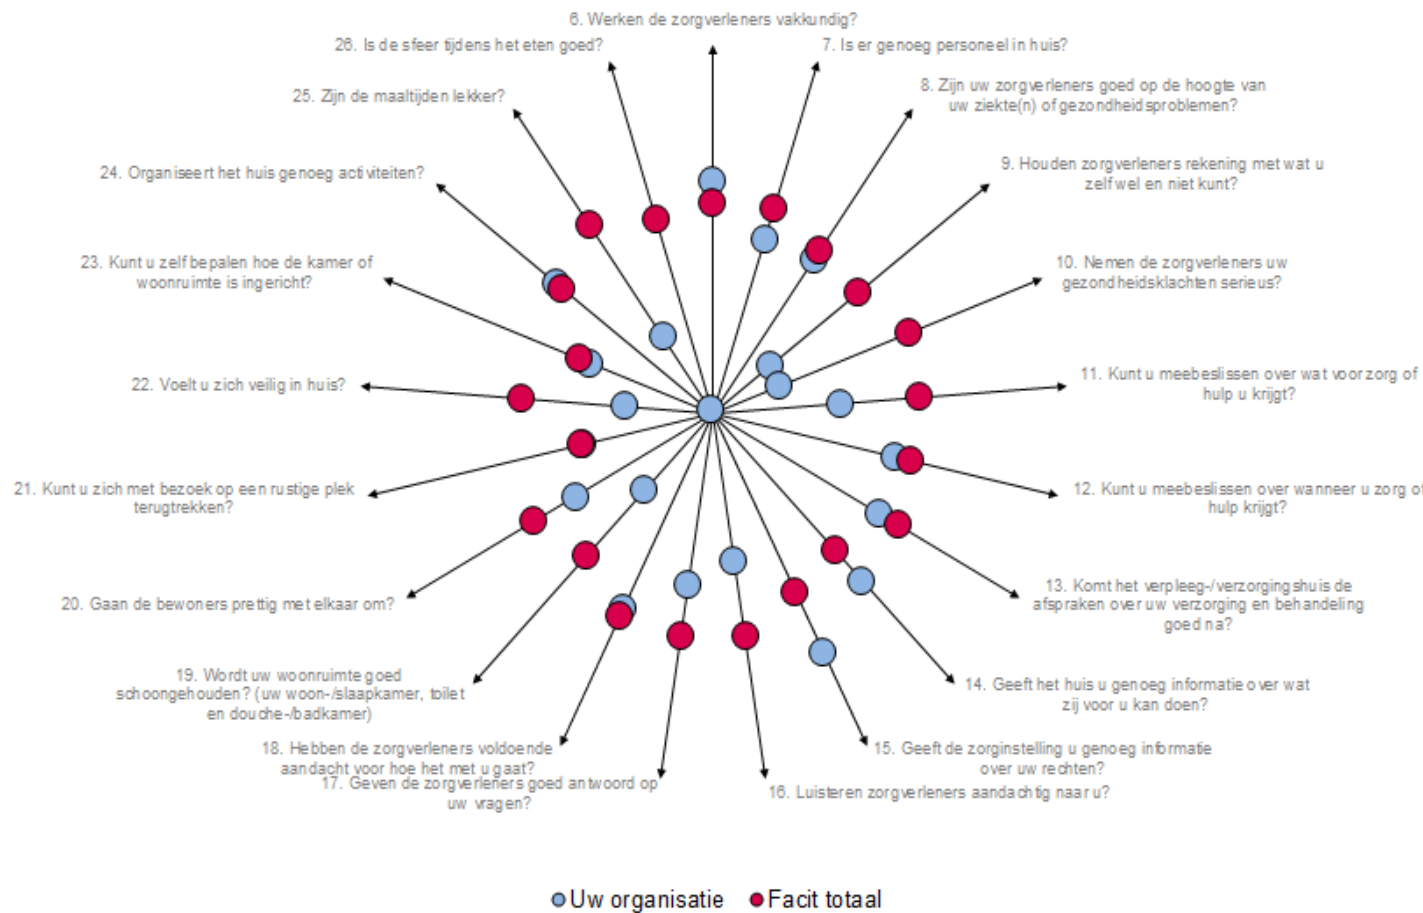 6. Werken de zorgverleners vakkundig?
7. Is er genoeg personeel in huis?
8. Zijn uw zorgverleners goed op de hoogte van
uw ziekte(n) of gezondheidsproblemen?
9. Houden zorgverleners rekening met wat u
zelf wel en niet kunt?
10. Nemen de zorgverleners uw
gezondheidsklachten serieus?
11. Kunt u meebeslissen over wat voor zorg of
hulp u krijgt?
12. Kunt u meebeslissen over wanneer u zorg of
hulp krijgt?
13. Komt het verpleeg-/verzorgingshuis de
afspraken over uw verzorging en behandeling
goed na?
14. Geeft het huis u genoeg informatie over wat
zij voor u kan doen?
15. Geeft de zorginstelling u genoeg informatie
over uw rechten?
16. Luisteren zorgverleners aandachtig naar u?
17. Geven de zorgverleners goed antwoord op
uw vragen?
18. Hebben de zorgverleners voldoende
aandacht voor hoe het met u gaat?
19. Wordt uw woonruimte goed
schoongehouden? (uw woon-/slaapkamer, toilet
en douche-/badkamer)
20. Gaan de bewoners prettig met elkaar om?
21. Kunt u zich met bezoek op een rustige plek
terugtrekken?
22. Voelt u zich veilig in huis?
23. Kunt u zelf bepalen hoe de kamer of
woonruimte is ingericht?
24. Organiseert het huis genoeg activiteiten?
25. Zijn de maaltijden lekker?
26. Is de sfeer tijdens het eten goed?
Uw organisatie
Facit totaal